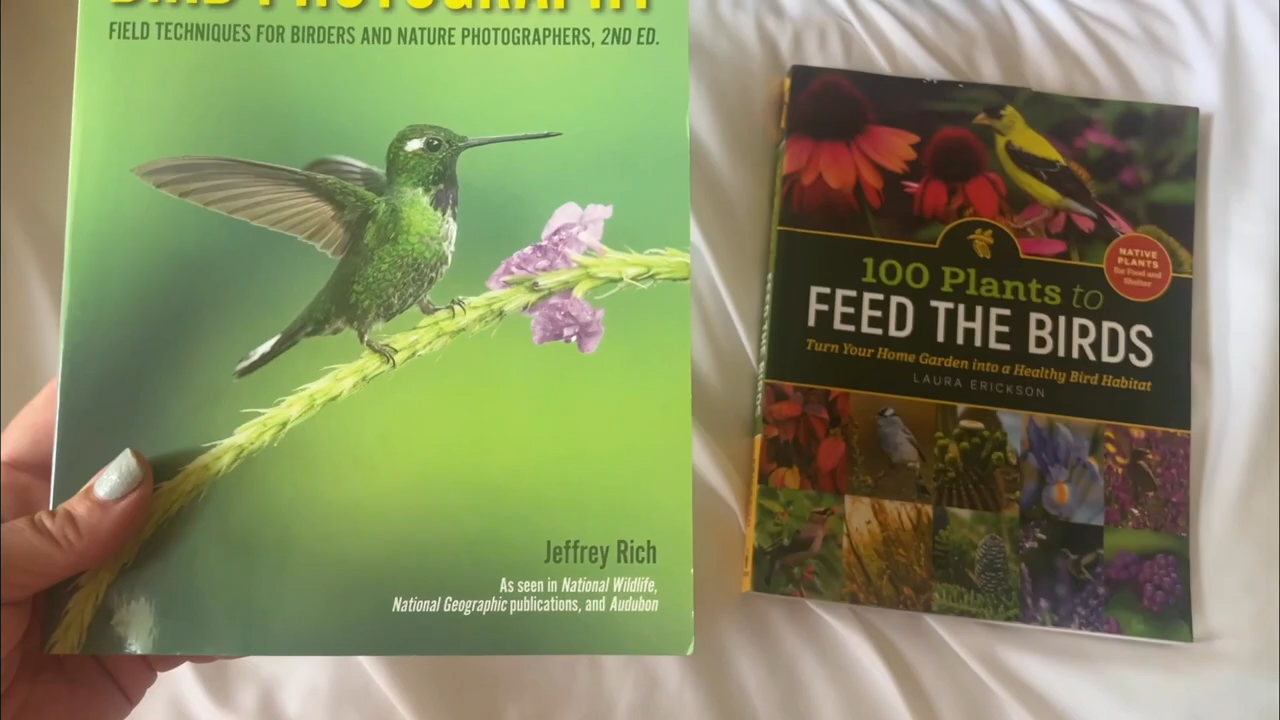 BIRD PHOTOGRAPHY
FIELD TECHNIQUES FOR BIRDERS AND NATURE PHOTOGRAPHERS, 2ND ED.
Jeffrey Rich
As seen in National Wildlife,
National Geographic publications, and Audubon
NATIVE
PLANTS
for Food and
Shelter
100 Plants to
FEED THE BIRDS
Turn Your Home Garden into a Healthy Bird Habitat
LAURA ERICKSON